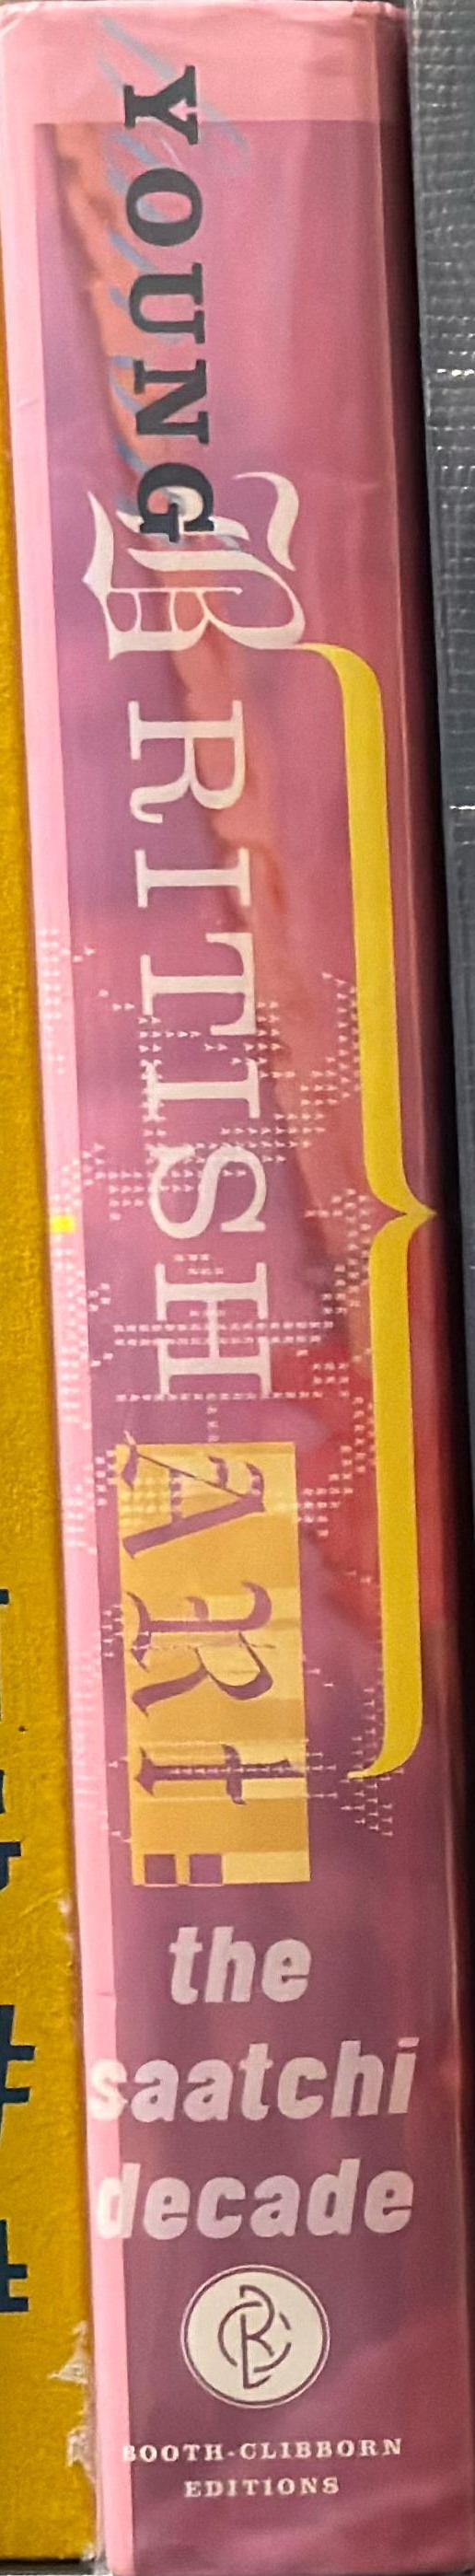 YOUNG
BRITISH
ARt
the
saatchi
decade
BOOTH-CLIBBORN
EDITIONS